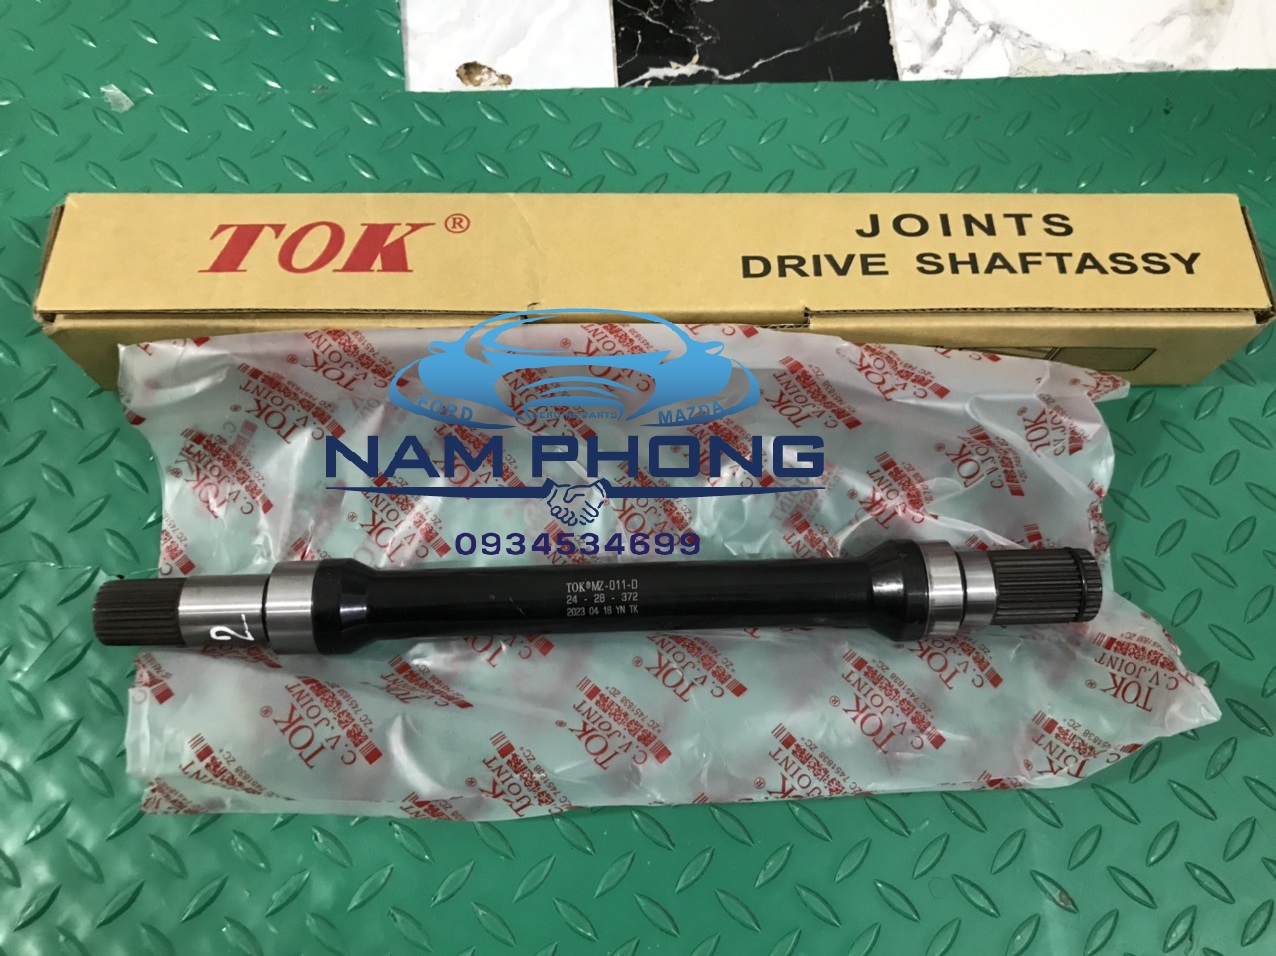 TOK®
JOINTS
DRIVE SHAFTASSY
FORD
MAZDA
NAM PHONG
0934534699
TOK®MZ-011-D
24 - 28 - 372
2023 04 18 YN TK
2
TOK®
C.V.JOINT